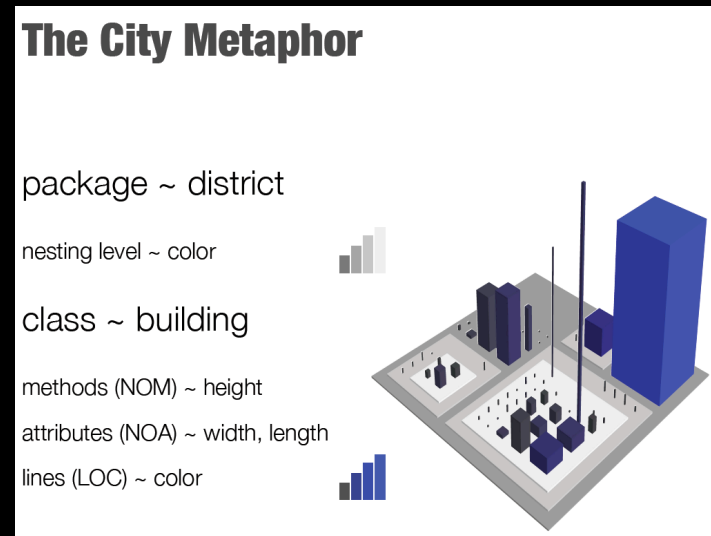 The City Metaphor
package ~ district
nesting level ~ color
class ~ building
methods (NOM) ~ height
attributes (NOA) ~ width, length
lines (LOC) ~ color